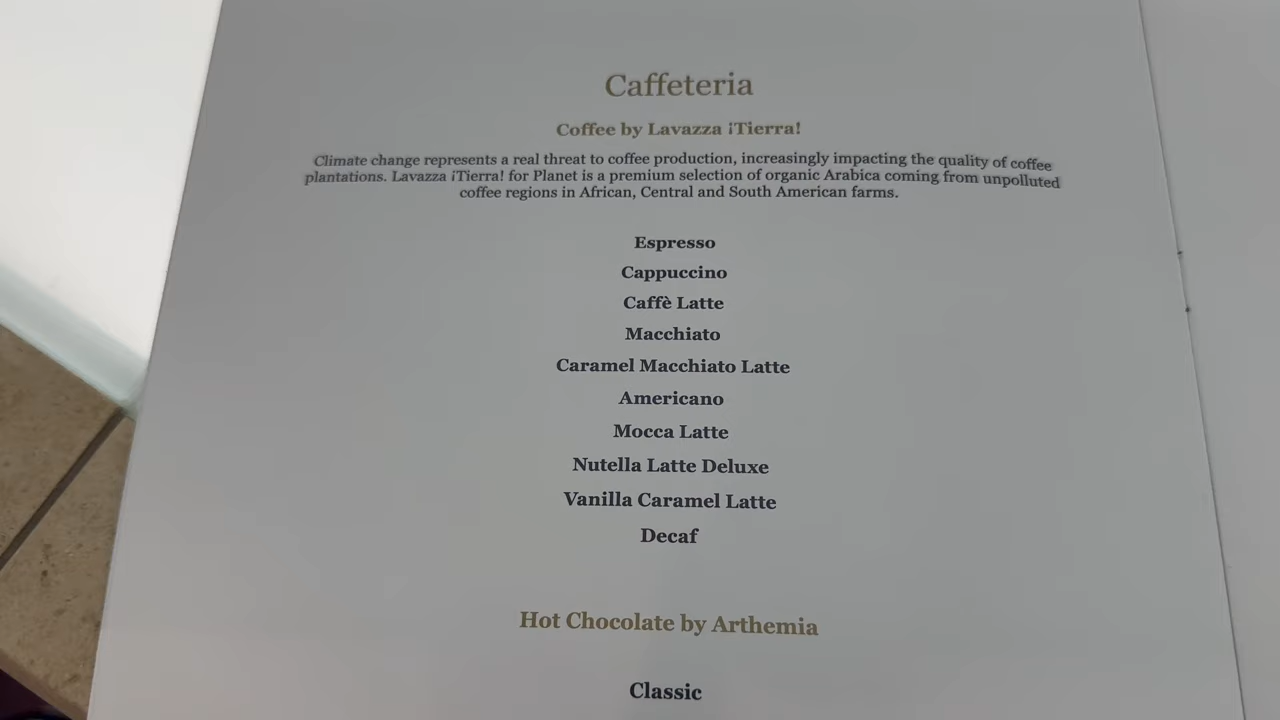 Caffeteria
Coffee by Lavazza ¡Tierra!
Climate change represents a real threat to coffee production, increasingly impacting the quality of coffee
plantations. Lavazza ¡Tierra! for Planet is a premium selection of organic Arabica coming from unpolluted
coffee regions in African, Central and South American farms.
Espresso
Cappuccino
Caffè Latte
Macchiato
Caramel Macchiato Latte
Americano
Mocca Latte
Nutella Latte Deluxe
Vanilla Caramel Latte
Decaf
Hot Chocolate by Arthemia
Classic